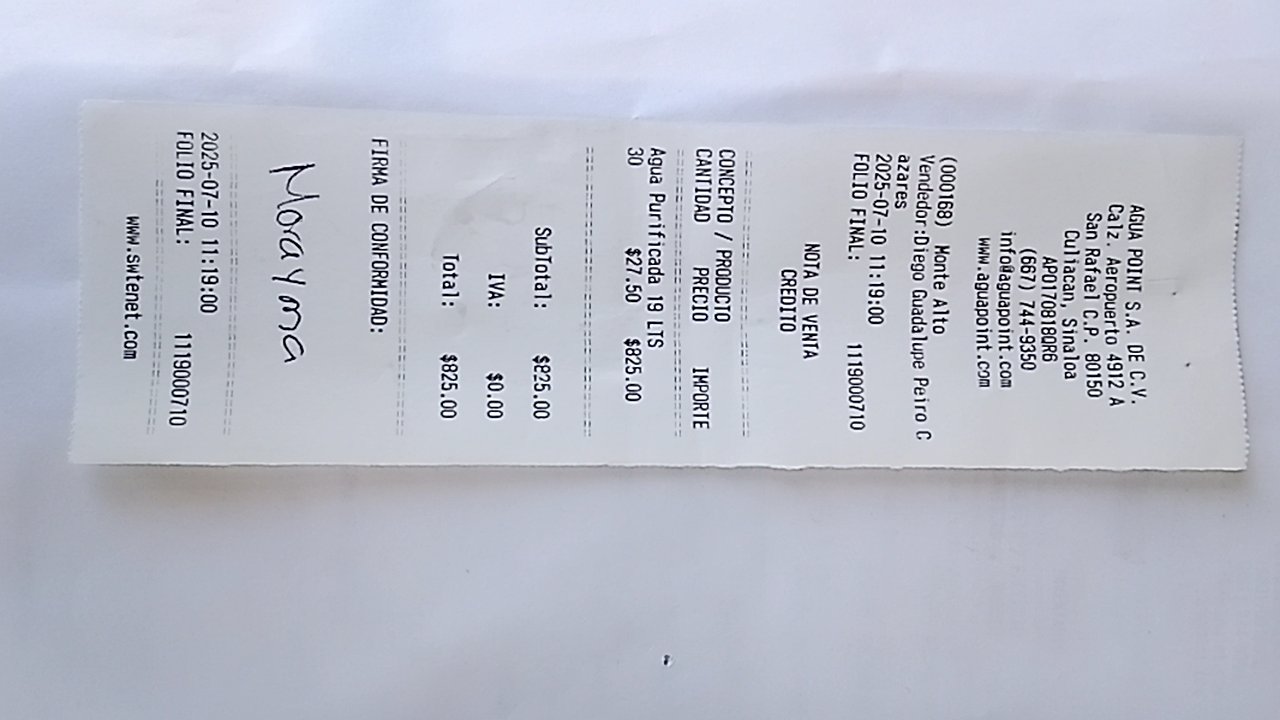 AGUA POINT S.A. DE C.V.
Calz. Aeropuerto 4912 A
San Rafael C.P. 80150
Culiacan, Sinaloa
APO170818QR6
(667) 744-9350
info@aguapoint.com
www.aguapoint.com
(000168) Monte Alto
Vendedor:Diego Guadalupe Peiro C
azares
2025-07-10 11:19:00
FOLIO FINAL: 1119000710
NOTA DE VENTA
CREDITO
CONCEPTO / PRODUCTO
CANTIDAD PRECIO IMPORTE
Agua Purificada 19 LTS
30 $27.50 $825.00
SubTotal: $825.00
IVA: $0.00
Total: $825.00
FIRMA DE CONFORMIDAD:
Morayma
2025-07-10 11:19:00
FOLIO FINAL: 1119000710
www.swtenet.com